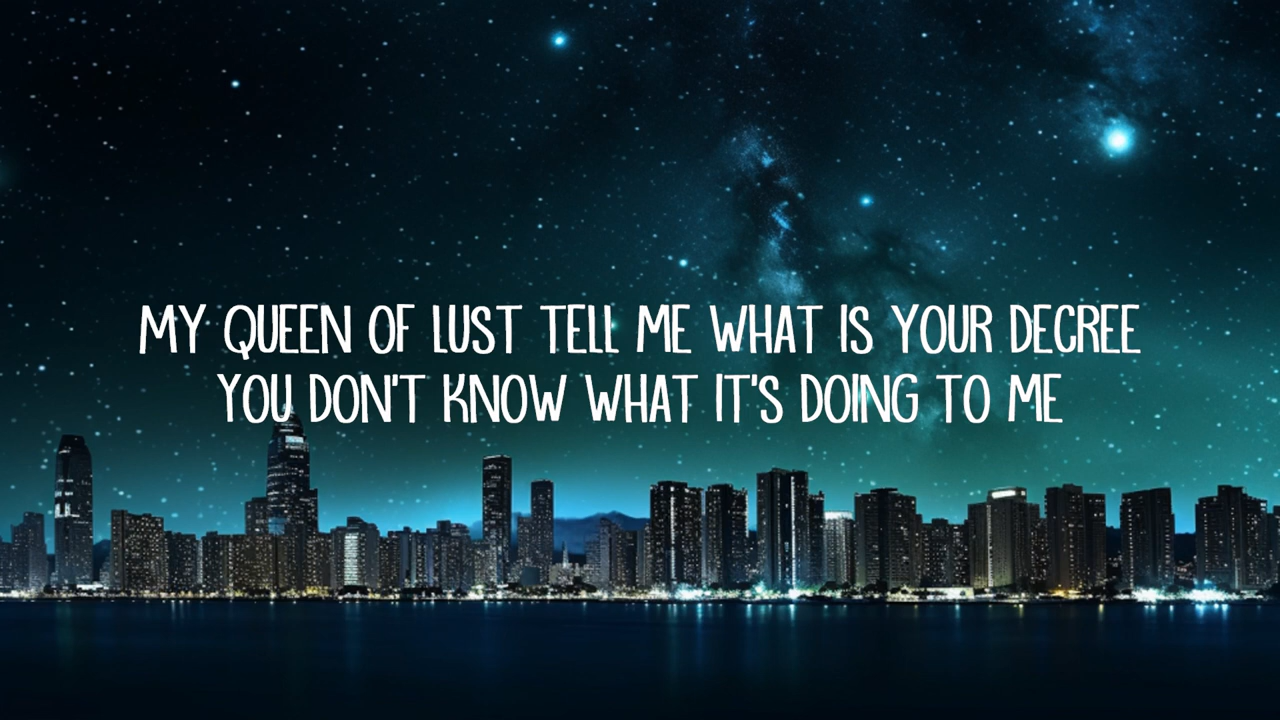 MY QUEEN OF LUST TELL ME WHAT IS YOUR DECREE
YOU DON'T KNOW WHAT IT'S DOING TO ME